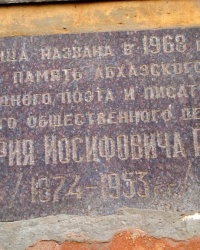 ИЦА НАЗВАНА В 1968 Г
ПАМЯТЬ АБХАЗСКОГО
ДНОГО ПОЭТА И ПИСАТ
ГО ОБЩЕСТВЕННОГО ДЕ
РИЯ ИОСИФОВИЧА
/1874-1953/